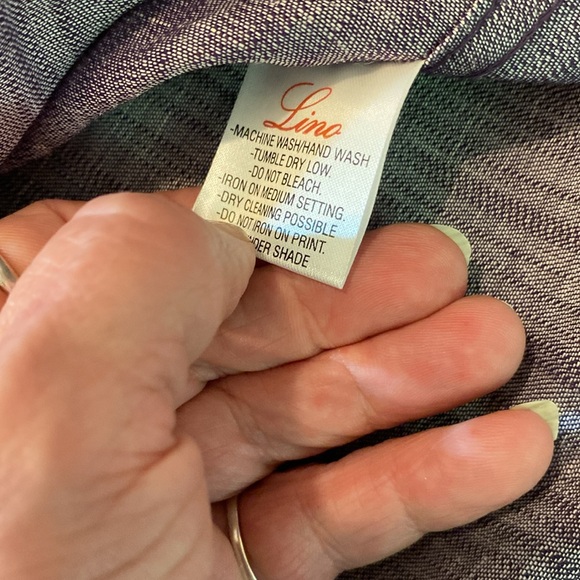 Lino
-MACHINE WASH/HAND WASH
-TUMBLE DRY LOW.
-DO NOT BLEACH.
-IRON ON MEDIUM SETTING.
-DRY CLEANING POSSIBLE
-DO NOT IRON ON PRINT.
SHADE